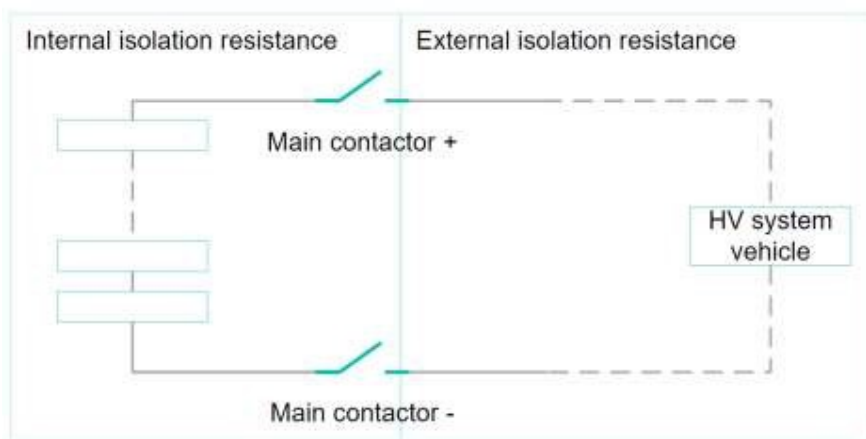 Internal isolation resistance
External isolation resistance
Main contactor +
HV system
vehicle
Main contactor -